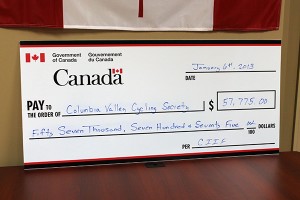 Government of Canada
Gouvernement du Canada
Canada
January 6th, 2013
DATE
PAY TO THE ORDER OF
Columbia Valley Cycling Society
$ 57,775.00
Fifty Seven Thousand, Seven Hundred & Seventy Five
100 DOLLARS
PER CIIF